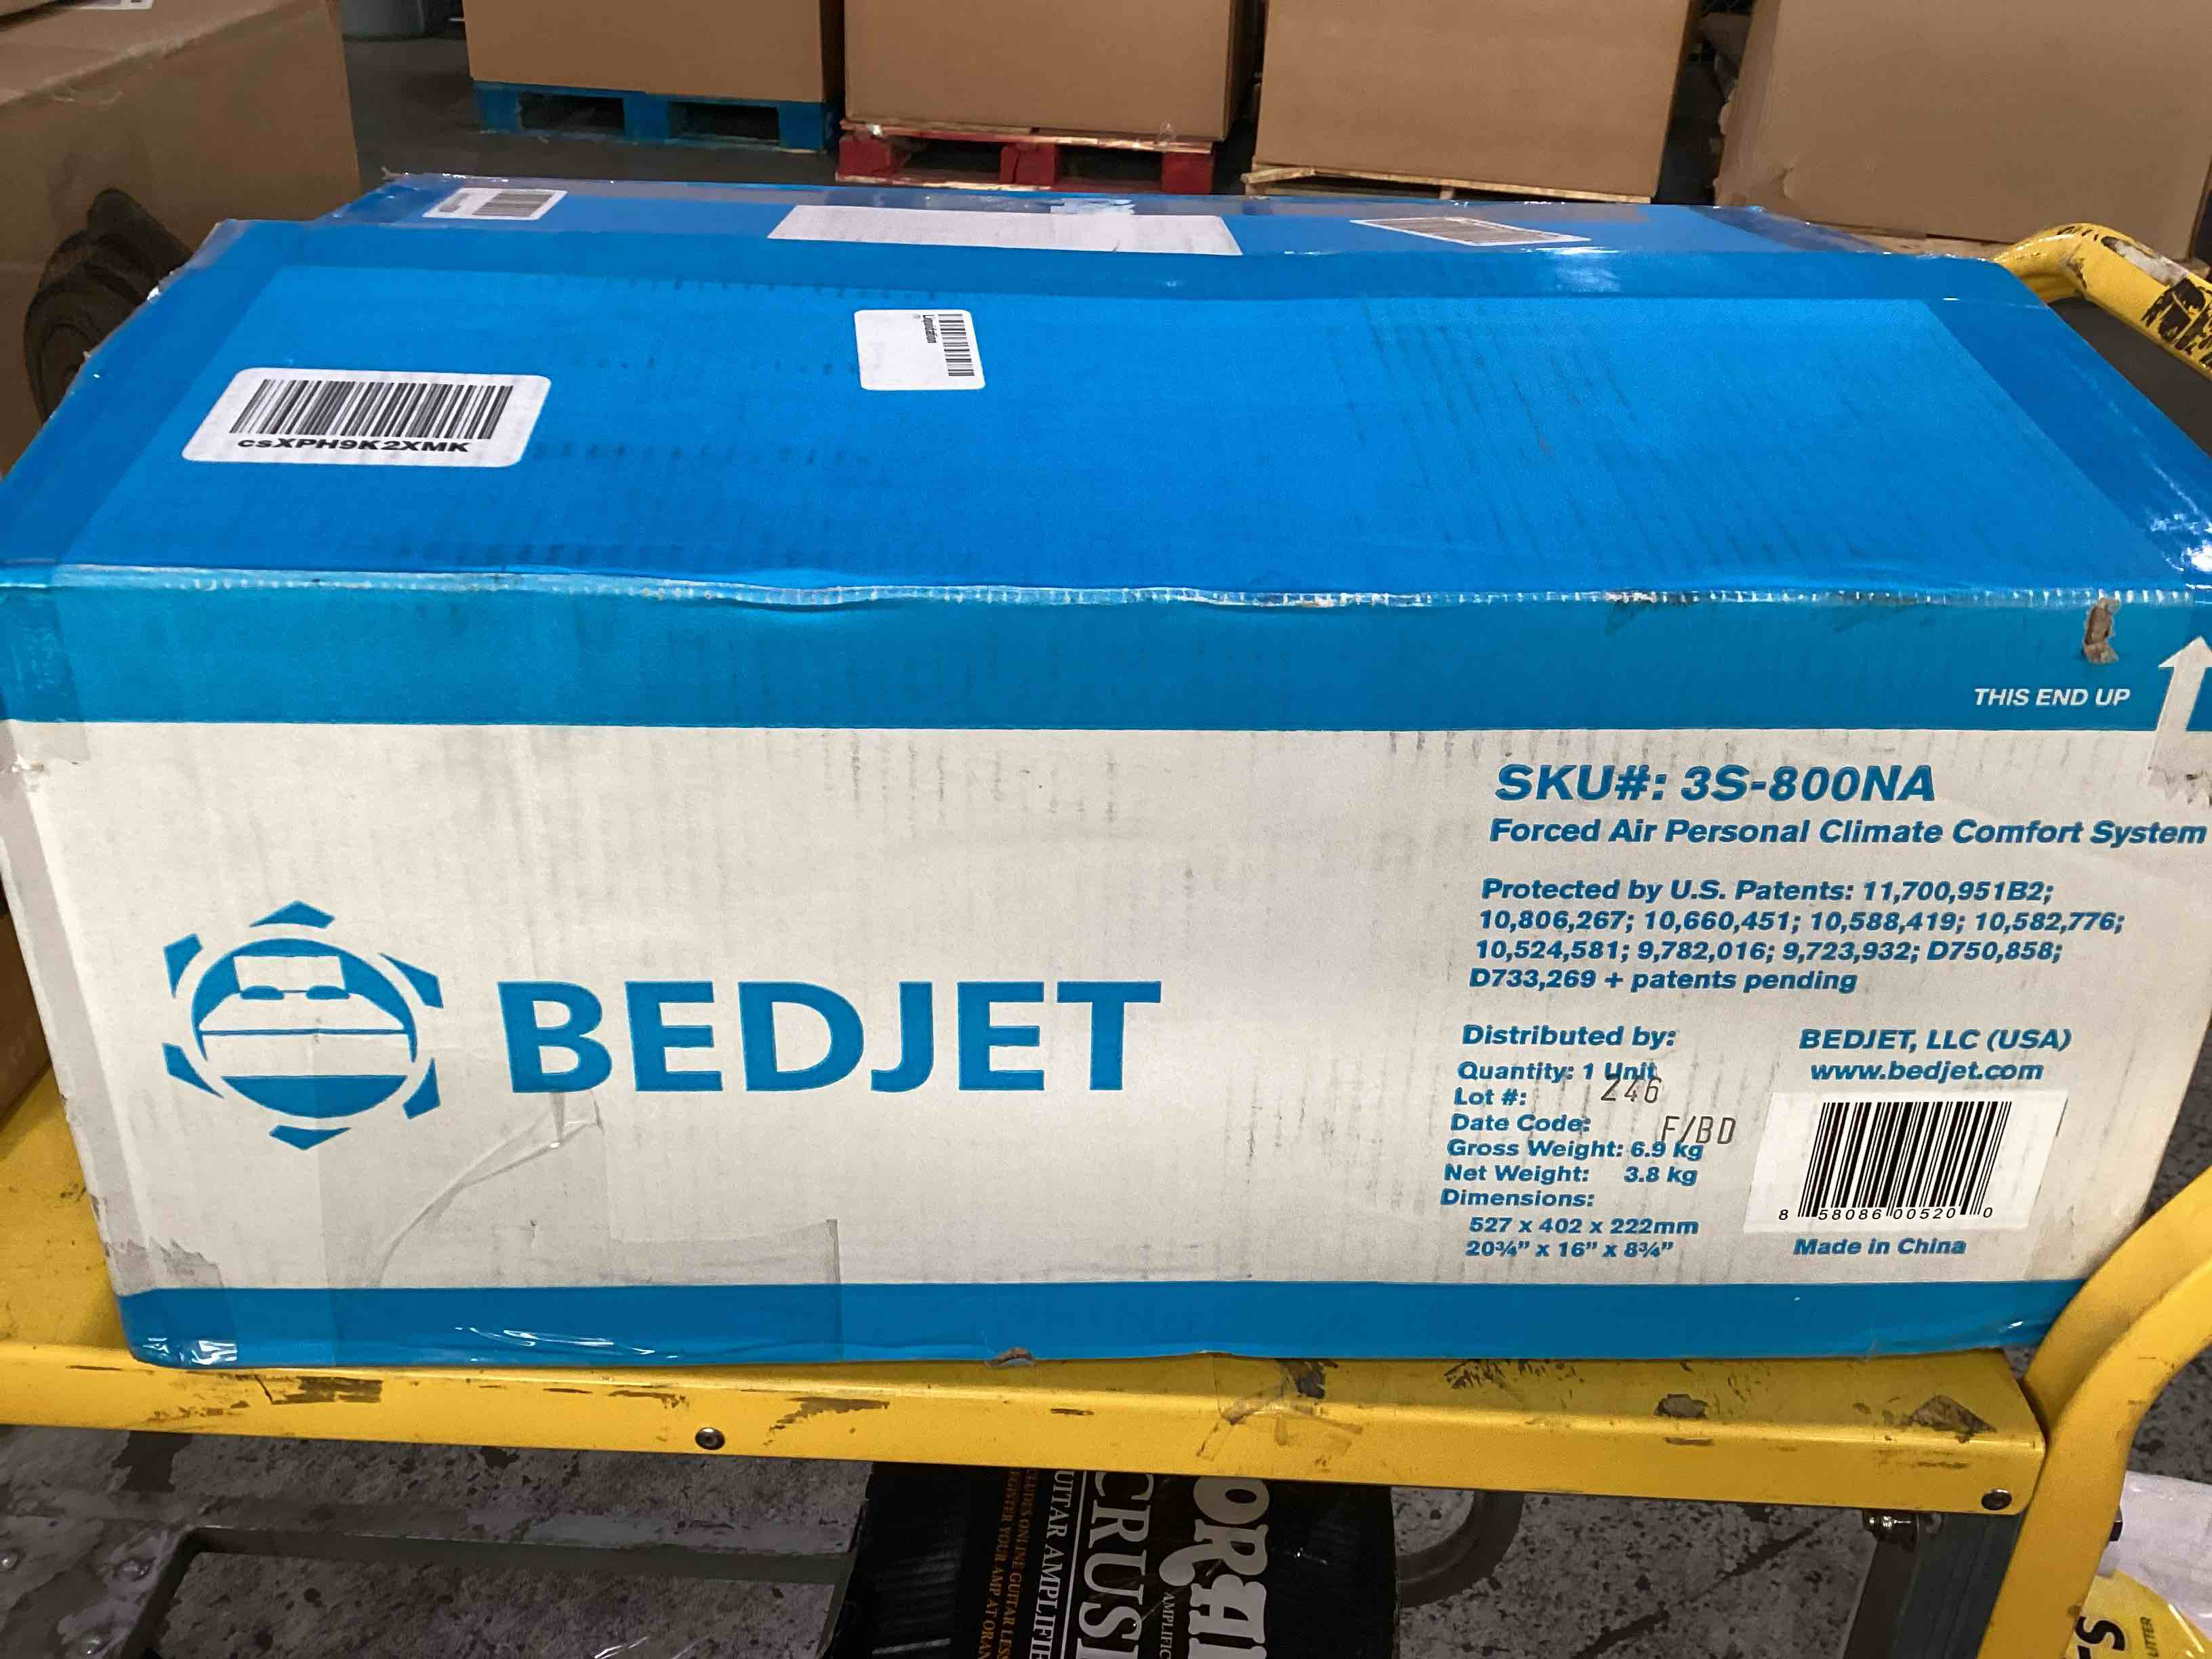 Liquidation
csXPH9K2XMK
THIS END UP
SKU#: 3S-800NA
Forced Air Personal Climate Comfort System
Protected by U.S. Patents: 11,700,951B2;
10,806,267; 10,660,451; 10,588,419; 10,582,776;
10,524,581; 9,782,016; 9,723,932; D750,858;
D733,269 + patents pending
BEDJET
Distributed by: BEDJET, LLC (USA)
www.bedjet.com
Quantity: 1 Unit
Lot #: 246
Date Code: F/BD
Gross Weight: 6.9 kg
Net Weight: 3.8 kg
Dimensions:
527 x 402 x 222mm
20¾" x 16" x 8¾"
8 58086 00520 0
Made in China
CRUSH